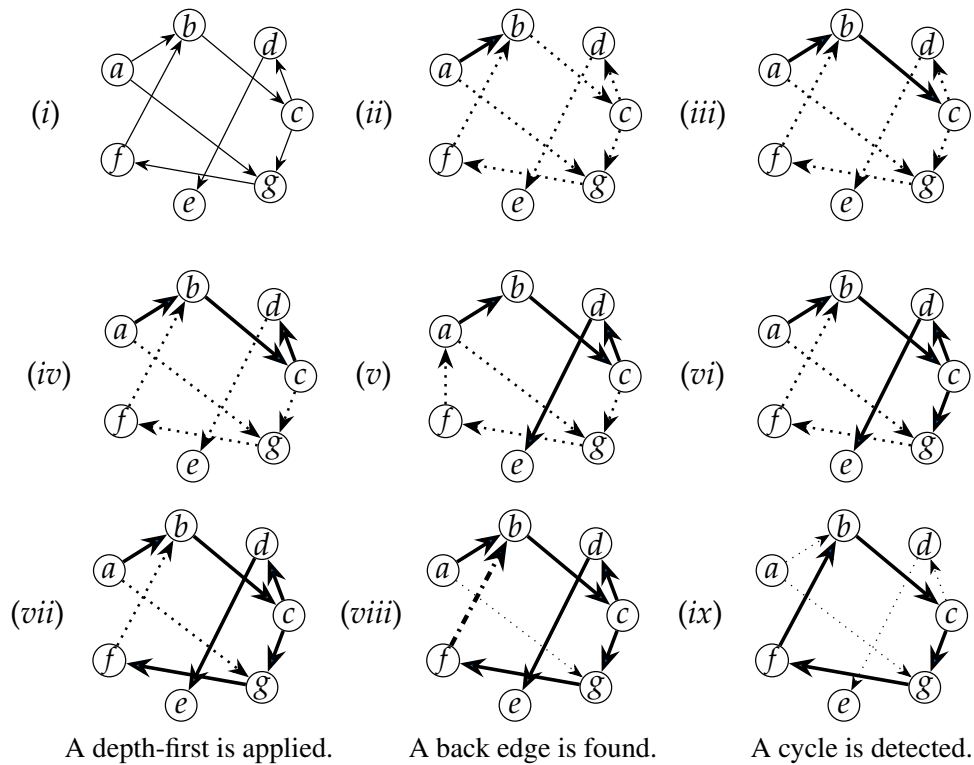 b
d
a
c
(i)
f
g
e
b
d
a
c
(ii)
f
g
e
b
d
a
c
(iii)
f
g
e
b
d
a
c
(iv)
f
g
e
b
d
a
c
(v)
f
g
e
b
d
a
c
(vi)
f
g
e
b
d
a
c
(vii)
f
g
e
b
d
a
c
(viii)
f
g
e
b
d
a
c
(ix)
f
g
e
A depth-first is applied.
A back edge is found.
A cycle is detected.